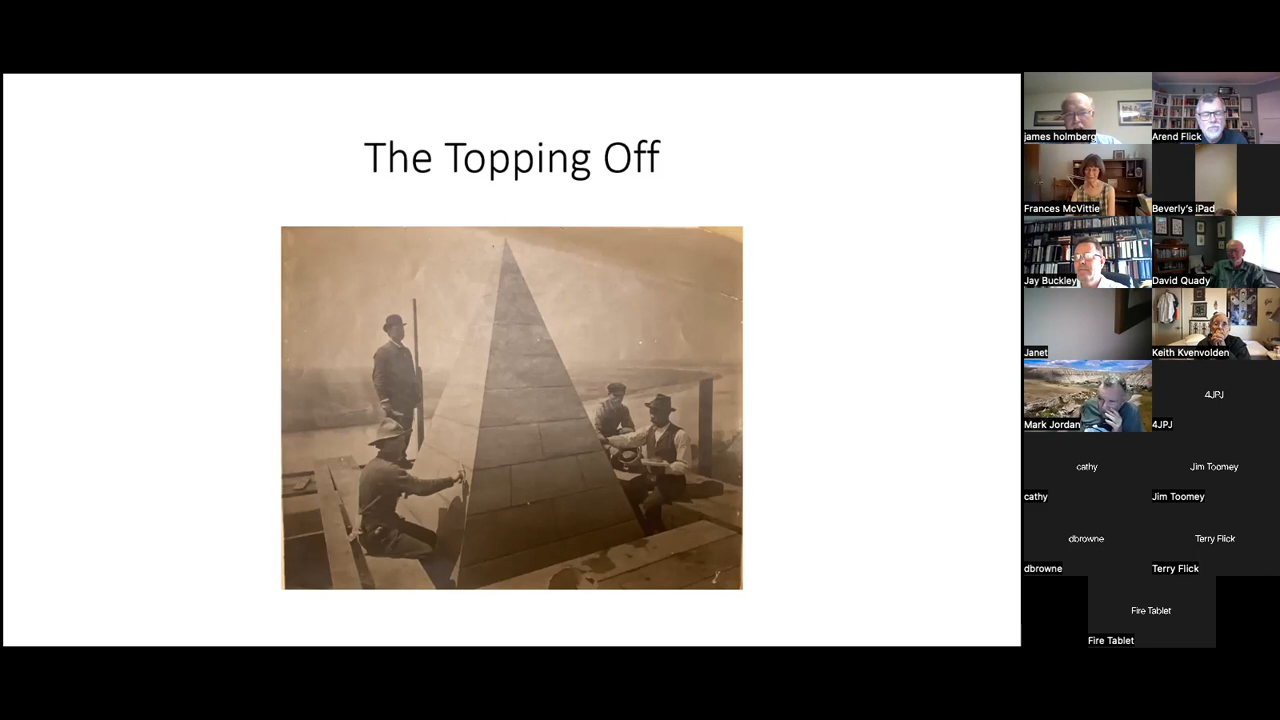 The Topping Off
james holmberg
Arend Flick
Frances McVittie
Beverly's iPad
Jay Buckley
David Quady
Janet
Keith Kvenvolden
Mark Jordan
4JPJ
4JPJ
cathy
Jim Toomey
cathy
Jim Toomey
dbrowne
Terry Flick
dbrowne
Terry Flick
Fire Tablet
Fire Tablet